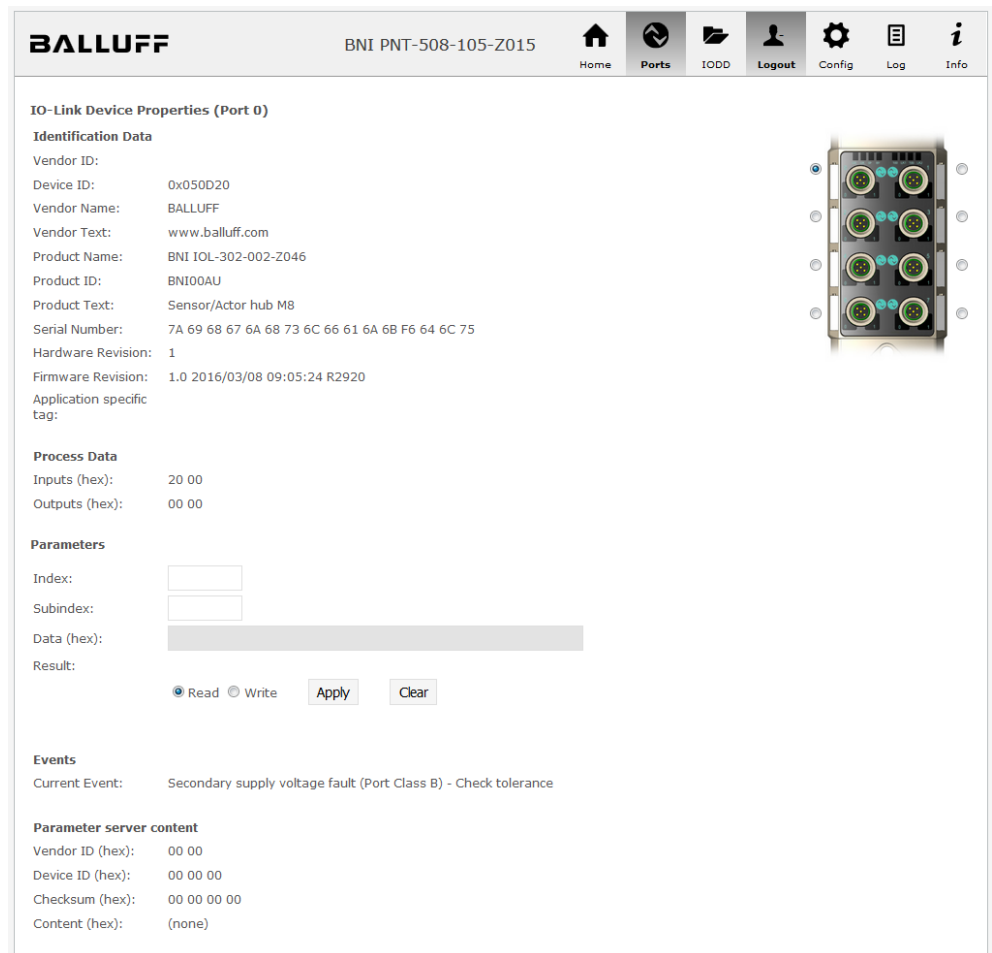 BALLUFF
BNI PNT-508-105-Z015
Home Ports IODD Logout Config Log Info
IO-Link Device Properties (Port 0)
Identification Data
Vendor ID:
Device ID: 0x050D20
Vendor Name: BALLUFF
Vendor Text: www.balluff.com
Product Name: BNI IOL-302-002-Z046
Product ID: BNI00AU
Product Text: Sensor/Actor hub M8
Serial Number: 7A 69 68 67 6A 68 73 6C 66 61 6A 6B F6 64 6C 75
Hardware Revision: 1
Firmware Revision: 1.0 2016/03/08 09:05:24 R2920
Application specific
tag:
Process Data
Inputs (hex): 20 00
Outputs (hex): 00 00
Parameters
Index:
Subindex:
Data (hex):
Result:
Read Write Apply Clear
Events
Current Event: Secondary supply voltage fault (Port Class B) - Check tolerance
Parameter server content
Vendor ID (hex): 00 00
Device ID (hex): 00 00 00
Checksum (hex): 00 00 00 00
Content (hex): (none)